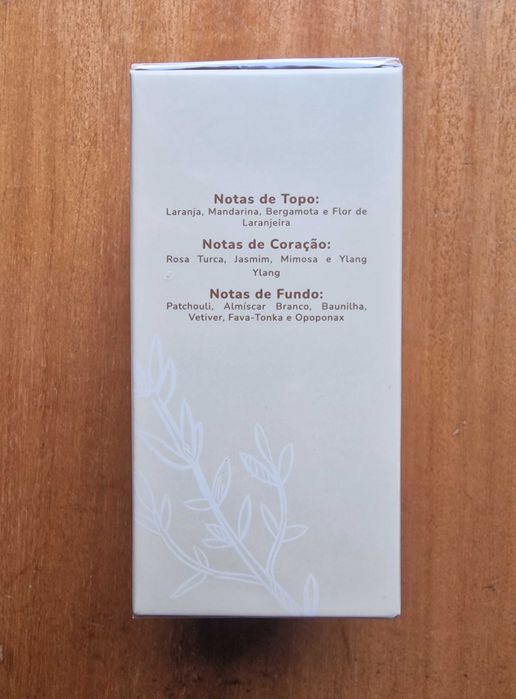 Notas de Topo:
Laranja, Mandarina, Bergamota e Flor de
Laranjeira
Notas de Coração:
Rosa Turca, Jasmim, Mimosa e Ylang
Ylang
Notas de Fundo:
Patchouli, Almíscar Branco, Baunilha,
Vetiver, Fava-Tonka e Opoponax